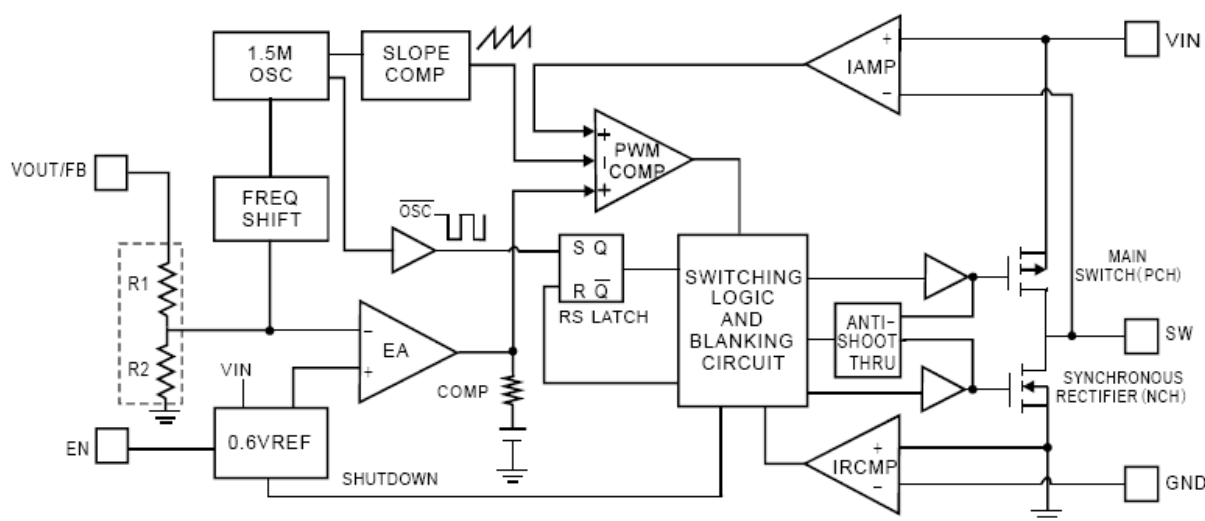 1.5M
OSC
SLOPE
COMP
+
IAMP
−
VIN
VOUT/FB
FREQ
SHIFT
+
I
+
PWM
COMP
OSC
R1
R2
S Q
R Q
RS LATCH
SWITCHING
LOGIC
AND
BLANKING
CIRCUIT
ANTI-
SHOOT
THRU
MAIN
SWITCH(PCH)
SW
SYNCHRONOUS
RECTIFIER(NCH)
−
EA
+
COMP
VIN
EN
0.6VREF
SHUTDOWN
+
IRCMP
−
GND